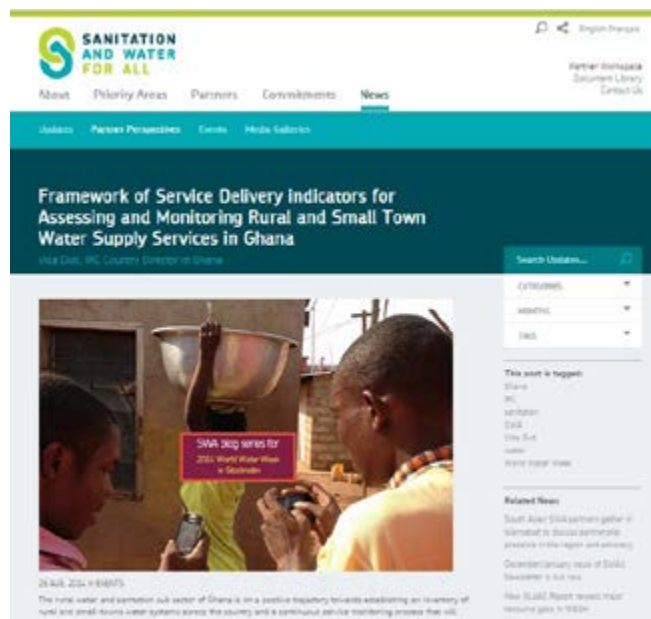 SANITATION
AND WATER
FOR ALL
English Français
Partner Workspace
Document Library
Contact Us
About Priority Areas Partners Commitments News
Updates Partner Perspectives Events Media Galleries
Framework of Service Delivery Indicators for
Assessing and Monitoring Rural and Small Town
Water Supply Services in Ghana
Vida Duti, IRC Country Director in Ghana
Search Updates...
CATEGORIES
MONTHS
TAGS
SWA blog series for
2014 World Water Week
in Stockholm
This post is tagged:
Ghana
IRC
sanitation
SWA
Vida Duti
water
World Water Week
Related News
South Asian SWA partners gather in
Islamabad to discuss partnership
presence in the region and advocacy
December/January issue of SWA's
Newsletter is out now
New GLAAS Report reveals major
resource gaps in WASH
26 AUG, 2014 in EVENTS
The rural water and sanitation sub sector of Ghana is on a positive trajectory towards establishing an inventory of
rural and small towns water systems across the country and a continuous service monitoring process that will